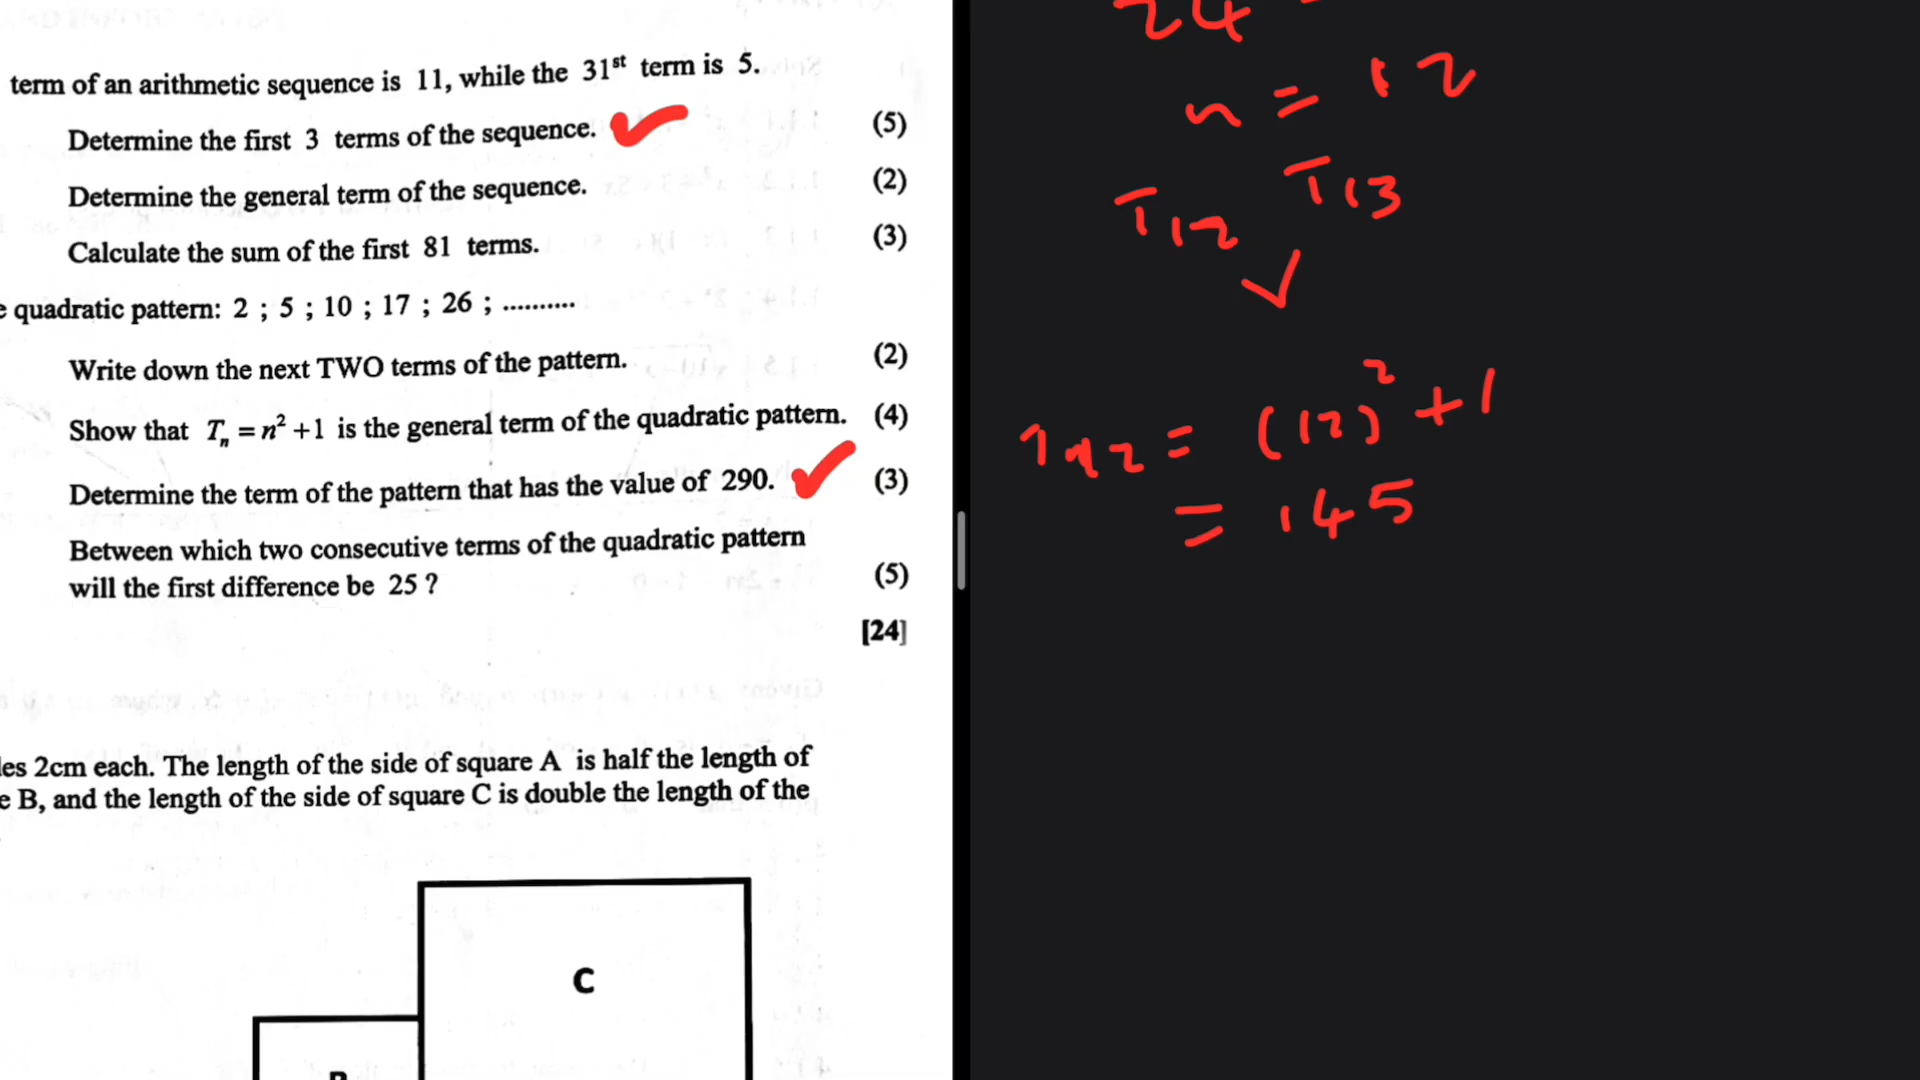 term of an arithmetic sequence is 11, while the 31st term is 5.
Determine the first 3 terms of the sequence. (5)
Determine the general term of the sequence. (2)
Calculate the sum of the first 81 terms. (3)
quadratic pattern: 2 ; 5 ; 10 ; 17 ; 26 ; ..........
Write down the next TWO terms of the pattern. (2)
Show that Tn = n² + 1 is the general term of the quadratic pattern. (4)
Determine the term of the pattern that has the value of 290. (3)
Between which two consecutive terms of the quadratic pattern
will the first difference be 25 ? (5)
[24]
les 2cm each. The length of the side of square A is half the length of
e B, and the length of the side of square C is double the length of the
C
B
24
n = 12
T12 T13
T12 = (12)² + 1
= 145